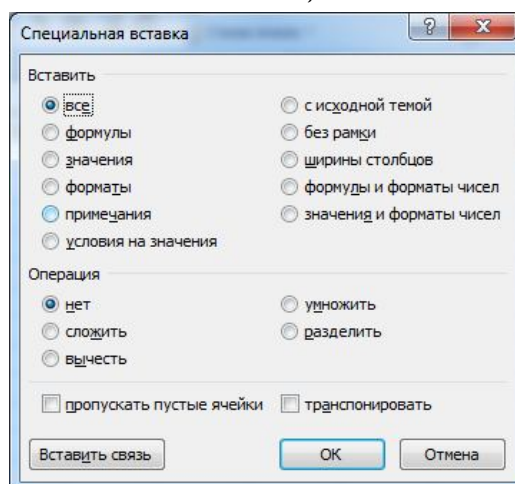 Специальная вставка
Вставить
все
с исходной темой
формулы
без рамки
значения
ширины столбцов
форматы
формулы и форматы чисел
примечания
значения и форматы чисел
условия на значения
Операция
нет
умножить
сложить
разделить
вычесть
пропускать пустые ячейки
транспонировать
Вставить связь
ОК
Отмена